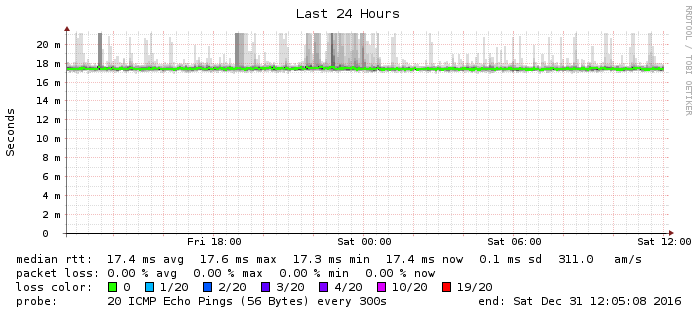 Last 24 Hours
RRDTOOL / TOBI OETIKER
Seconds
20 m
18 m
16 m
14 m
12 m
10 m
8 m
6 m
4 m
2 m
0
Fri 18:00 Sat 00:00 Sat 06:00 Sat 12:00
median rtt: 17.4 ms avg 17.6 ms max 17.3 ms min 17.4 ms now 0.1 ms sd 311.0 am/s
packet loss: 0.00 % avg 0.00 % max 0.00 % min 0.00 % now
loss color: 0 1/20 2/20 3/20 4/20 10/20 19/20
probe: 20 ICMP Echo Pings (56 Bytes) every 300s end: Sat Dec 31 12:05:08 2016